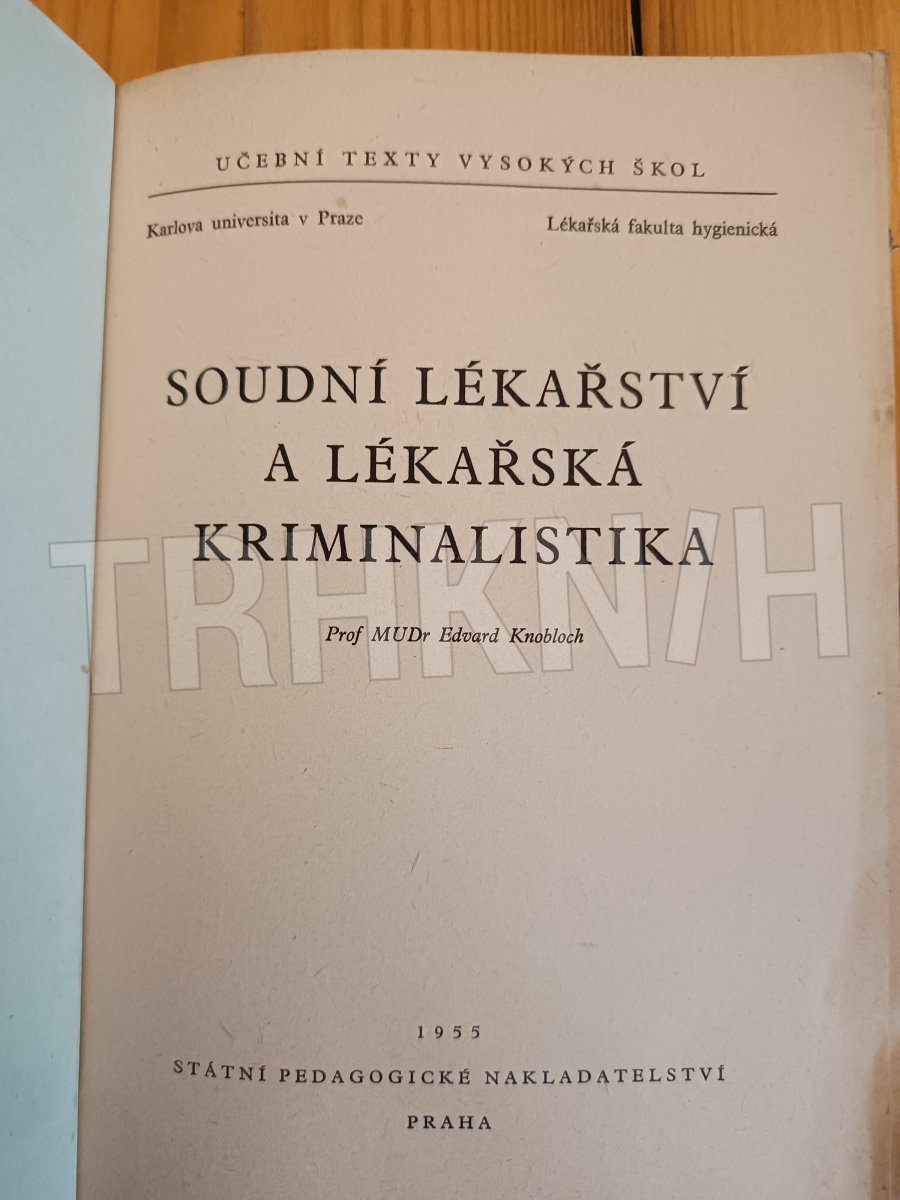 UČEBNÍ TEXTY VYSOKÝCH ŠKOL
Karlova universita v Praze
Lékařská fakulta hygienická
SOUDNÍ LÉKAŘSTVÍ
A LÉKAŘSKÁ
KRIMINALISTIKA
TRHKNIH
Prof MUDr Edvard Knobloch
1955
STÁTNÍ PEDAGOGICKÉ NAKLADATELSTVÍ
PRAHA